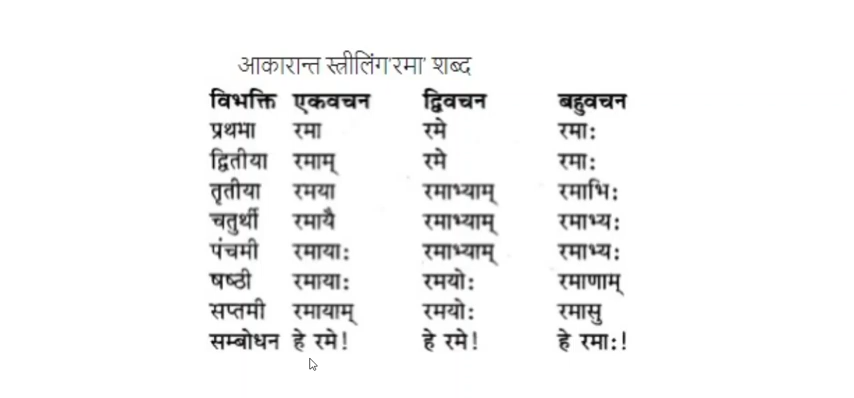 आकारान्त स्त्रीलिंग'रमा' शब्द
विभक्ति एकवचन द्विवचन बहुवचन
प्रथमा रमा रमे रमाः
द्वितीया रमाम् रमे रमाः
तृतीया रमया रमाभ्याम् रमाभिः
चतुर्थी रमायै रमाभ्याम् रमाभ्यः
पंचमी रमायाः रमाभ्याम् रमाभ्यः
षष्ठी रमायाः रमयोः रमाणाम्
सप्तमी रमायाम् रमयोः रमासु
सम्बोधन हे रमे! हे रमे! हे रमाः!